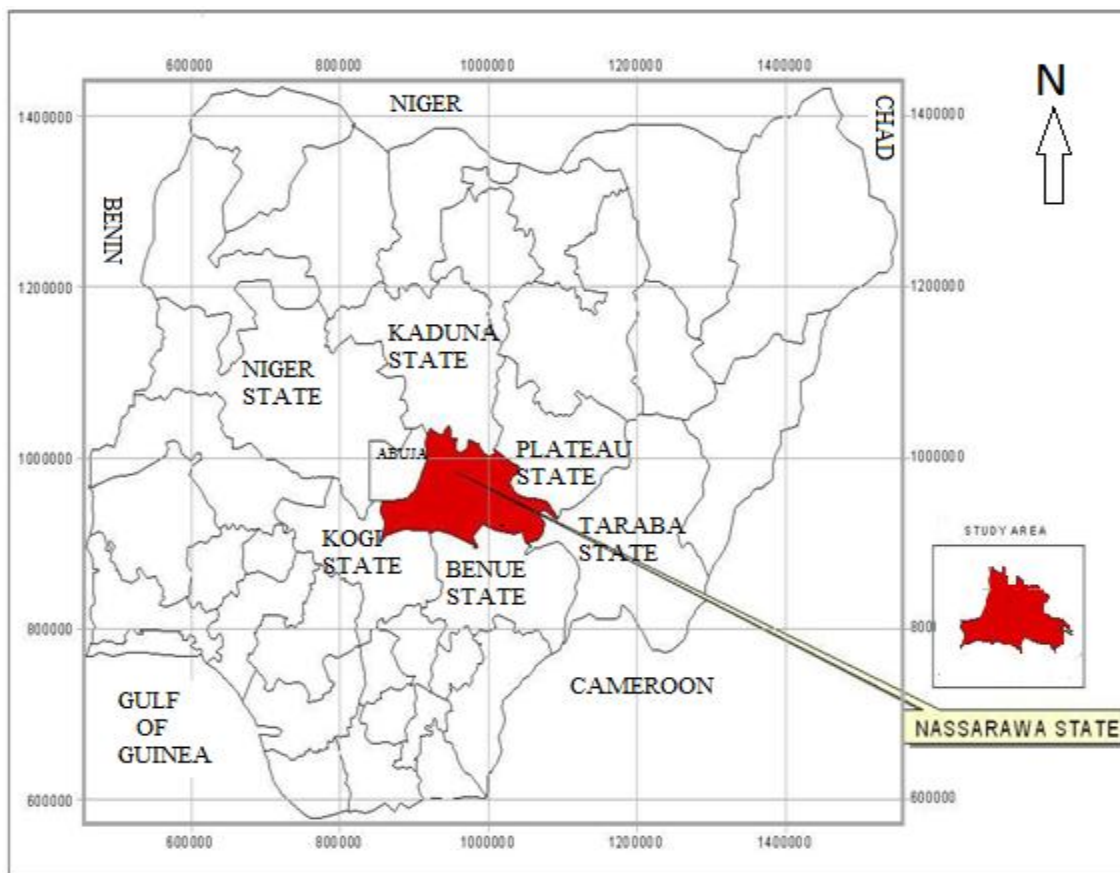 600000 800000 1000000 1200000 1400000
N
NIGER
CHAD
1400000 1400000
BENIN
1200000 1200000
KADUNA
STATE
NIGER
STATE
PLATEAU
STATE
ABUJA
1000000 1000000
TARABA
STATE
KOGI
STATE
STUDY AREA
BENUE
STATE
800000 8000
CAMEROON
GULF
OF
GUINEA
NASSARAWA STATE
600000 600000
600000 800000 1000000 1200000 1400000